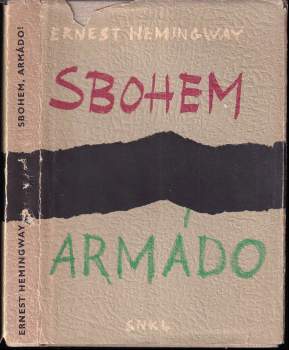 SBOHEM, ARMÁDO!
ERNEST HEMINGWAY
ERNEST HEMINGWAY
SBOHEM
ARMÁDO
SNKL